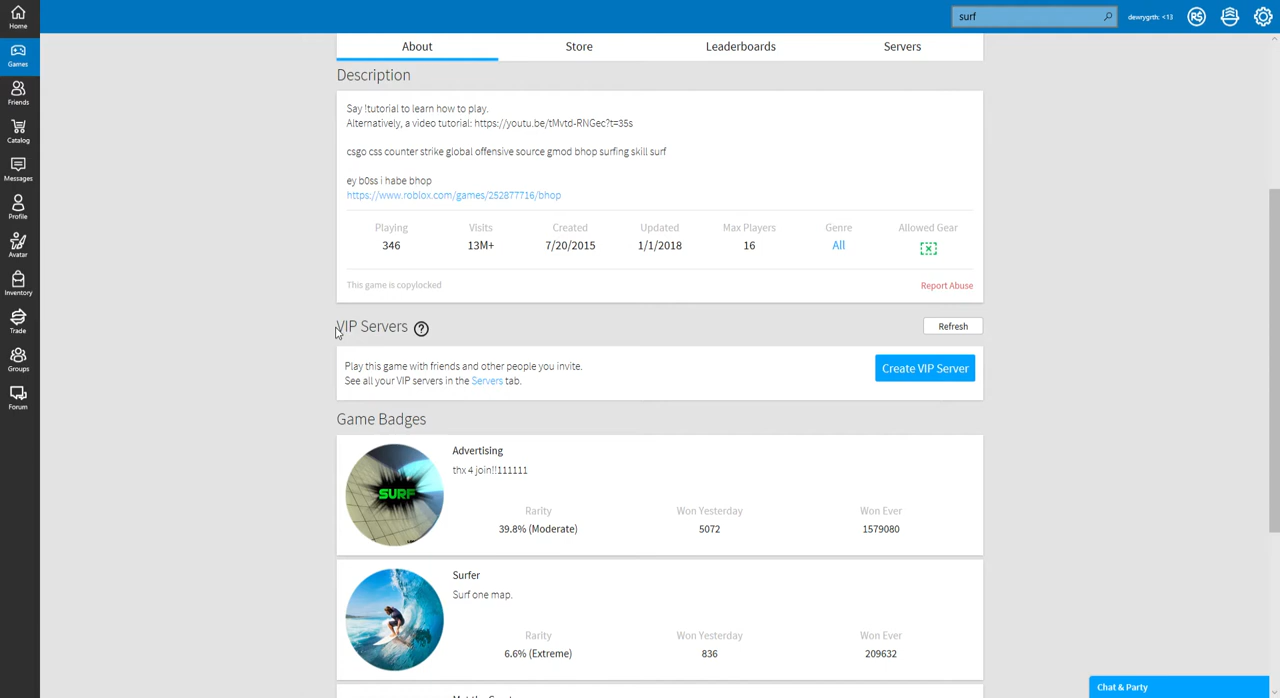 surf
dewrygrth: <13
Home
Games
Friends
Catalog
Messages
Profile
Avatar
Inventory
Trade
Groups
Forum
About Store Leaderboards Servers
Description
Say !tutorial to learn how to play.
Alternatively, a video tutorial: https://youtu.be/tMvtd-RNGec?t=35s
csgo css counter strike global offensive source gmod bhop surfing skill surf
ey b0ss i habe bhop
https://www.roblox.com/games/252877716/bhop
Playing Visits Created Updated Max Players Genre Allowed Gear
346 13M+ 7/20/2015 1/1/2018 16 All
This game is copylocked Report Abuse
VIP Servers ? Refresh
Play this game with friends and other people you invite.
See all your VIP servers in the Servers tab.
Create VIP Server
Game Badges
Advertising
thx 4 join!!111111
SURF
Rarity Won Yesterday Won Ever
39.8% (Moderate) 5072 1579080
Surfer
Surf one map.
Rarity Won Yesterday Won Ever
6.6% (Extreme) 836 209632
Chat & Party